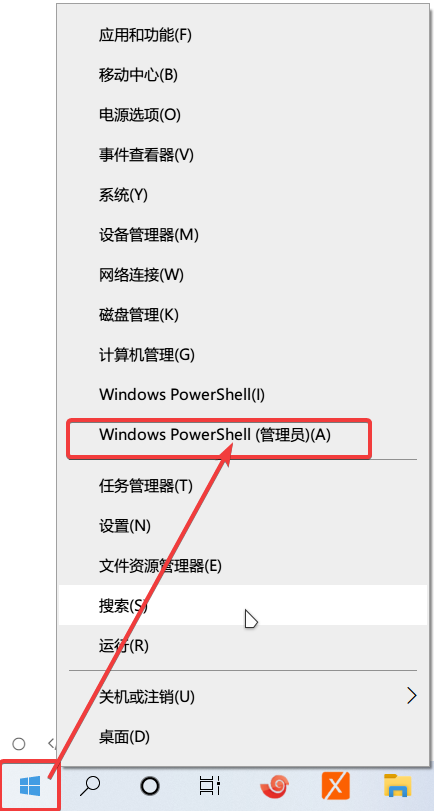 应用和功能(F)
移动中心(B)
电源选项(O)
事件查看器(V)
系统(Y)
设备管理器(M)
网络连接(W)
磁盘管理(K)
计算机管理(G)
Windows PowerShell(I)
Windows PowerShell (管理员)(A)
任务管理器(T)
设置(N)
文件资源管理器(E)
搜索(S)
运行(R)
关机或注销(U)
桌面(D)